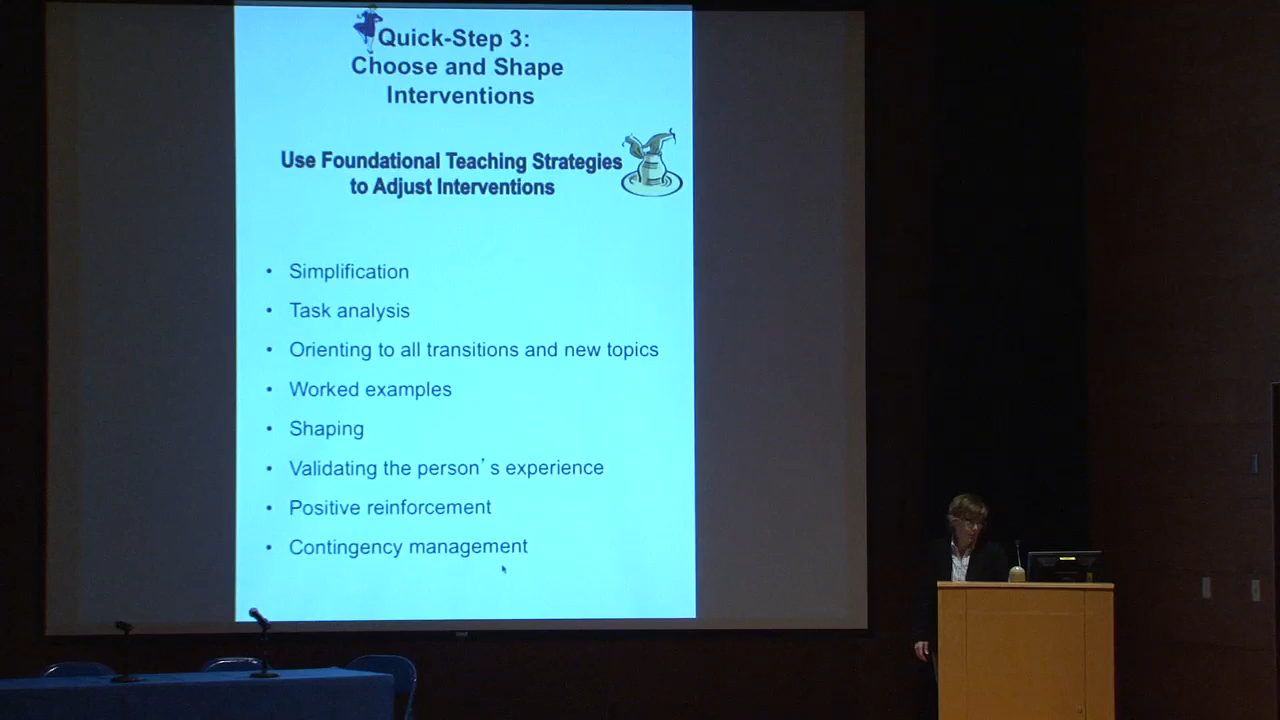 Quick-Step 3:
Choose and Shape
Interventions
Use Foundational Teaching Strategies
to Adjust Interventions
• Simplification
• Task analysis
• Orienting to all transitions and new topics
• Worked examples
• Shaping
• Validating the person's experience
• Positive reinforcement
• Contingency management